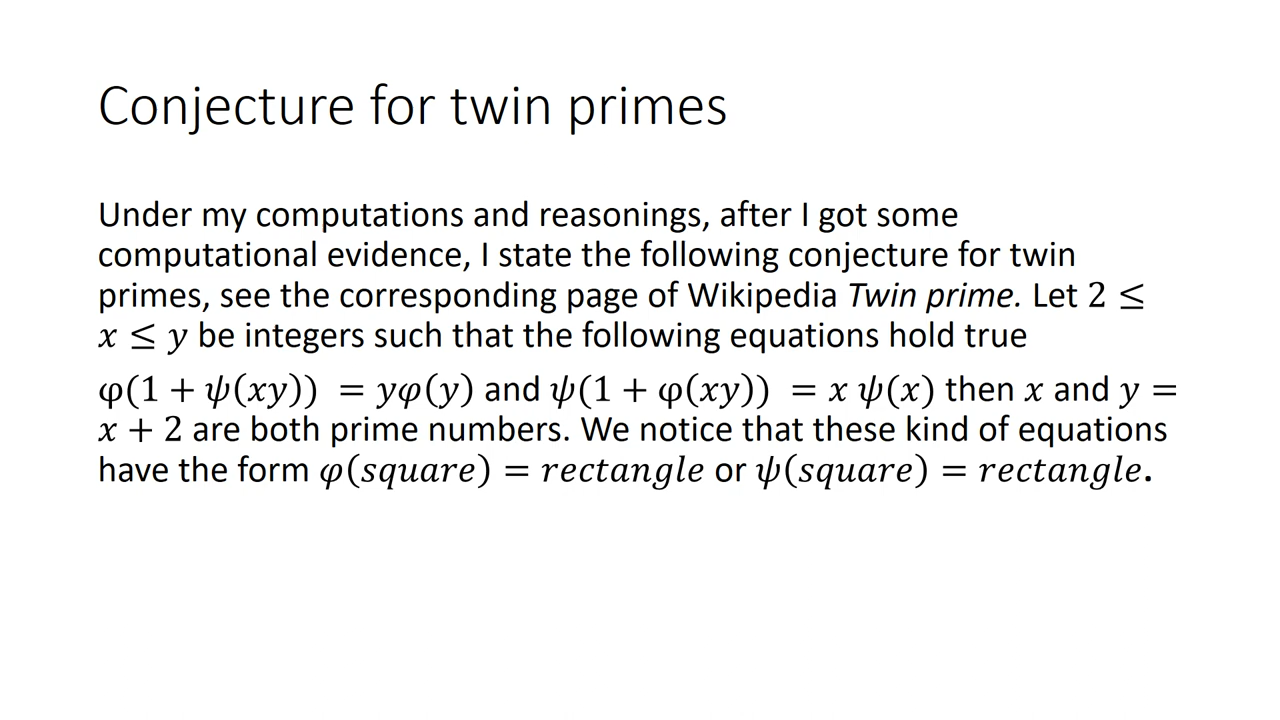 Conjecture for twin primes
Under my computations and reasonings, after I got some
computational evidence, I state the following conjecture for twin
primes, see the corresponding page of Wikipedia Twin prime. Let 2 ≤
x ≤ y be integers such that the following equations hold true
φ(1 + ψ(xy)) = yφ(y) and ψ(1 + φ(xy)) = x ψ(x) then x and y =
x + 2 are both prime numbers. We notice that these kind of equations
have the form φ(square) = rectangle or ψ(square) = rectangle.